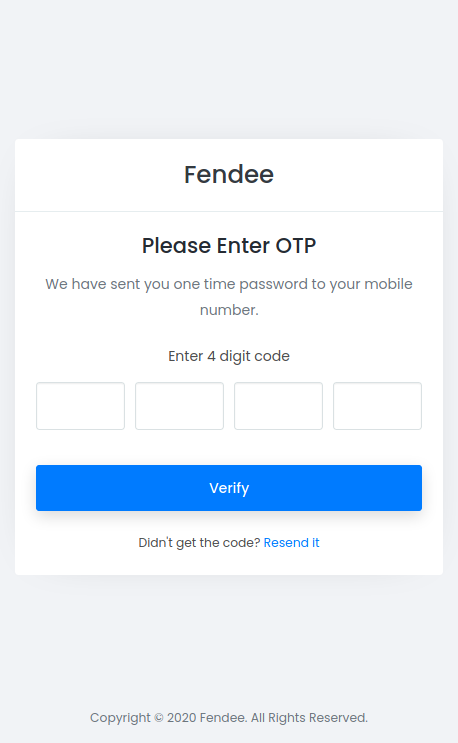 Fendee
Please Enter OTP
We have sent you one time password to your mobile
number.
Enter 4 digit code
Verify
Didn't get the code? Resend it
Copyright © 2020 Fendee. All Rights Reserved.